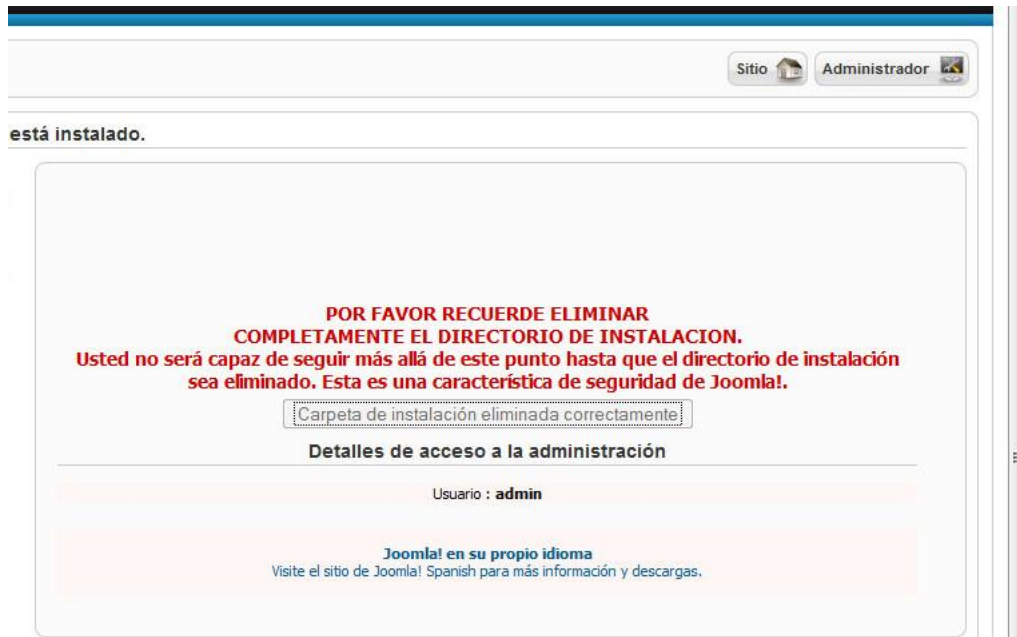 Sitio
Administrador
está instalado.
POR FAVOR RECUERDE ELIMINAR
COMPLETAMENTE EL DIRECTORIO DE INSTALACION.
Usted no será capaz de seguir más allá de este punto hasta que el directorio de instalación
sea eliminado. Esta es una característica de seguridad de Joomla!.
Carpeta de instalación eliminada correctamente
Detalles de acceso a la administración
Usuario : admin
Joomla! en su propio idioma
Visite el sitio de Joomla! Spanish para más información y descargas.